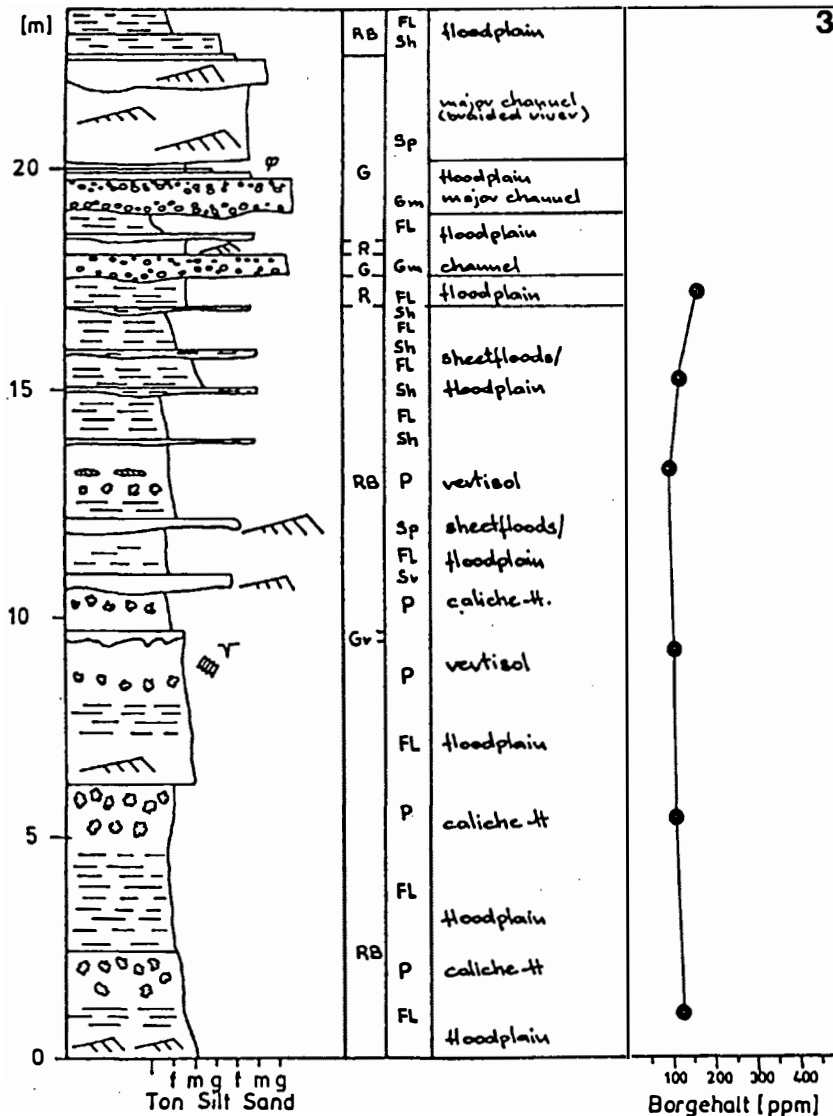 [m]
3
RB
FL
Sh
floodplain
major channel
(braided river)
Sp
20
φ
G
floodplain
Gm
major channel
FL
floodplain
R
G
Gm
channel
R
FL
floodplain
Sh
FL
Sh
FL
sheetfloods/
15
Sh
floodplain
FL
Sh
RB
P
vertisol
Sp
sheetfloods/
FL
floodplain
Sr
10
P
caliche-H.
Gr
P
vertisol
FL
floodplain
P
caliche-H
5
FL
floodplain
RB
P
caliche-H
FL
floodplain
0
f m g f m g
Ton Silt Sand
100 200 300 400
Borgehalt [ppm]